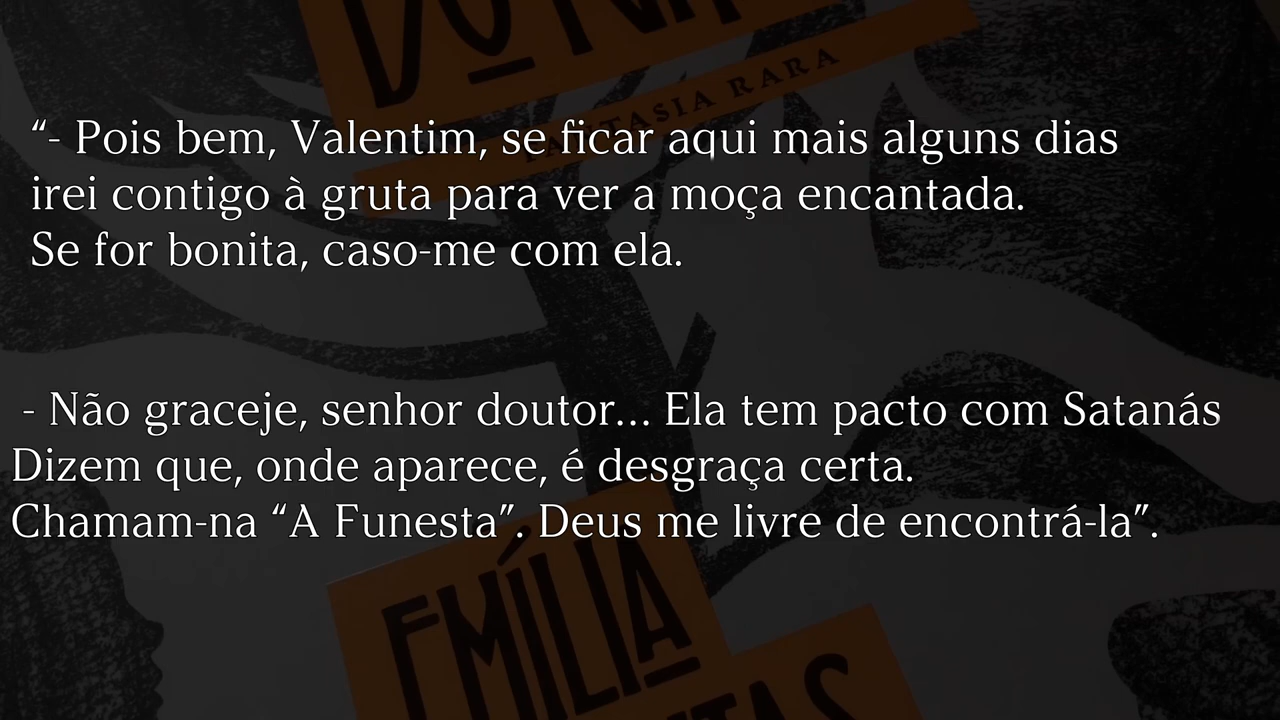 “- Pois bem, Valentim, se ficar aqui mais alguns dias
irei contigo à gruta para ver a moça encantada.
Se for bonita, caso-me com ela.
- Não graceje, senhor doutor... Ela tem pacto com Satanás
Dizem que, onde aparece, é desgraça certa.
Chamam-na “A Funesta”. Deus me livre de encontrá-la”.
RARA
EMÍLIA